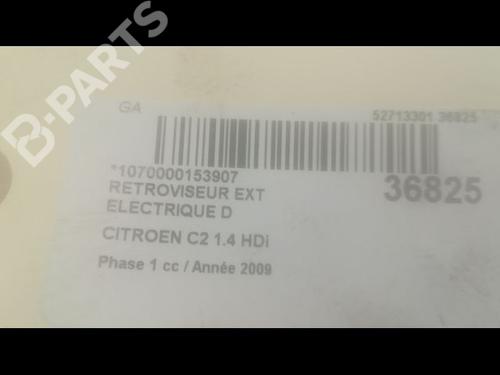 B-PARTS
GA
52713301 36825
*1070000153907
36825
RETROVISEUR EXT
ELECTRIQUE D
CITROEN C2 1.4 HDi
Phase 1 cc / Année 2009